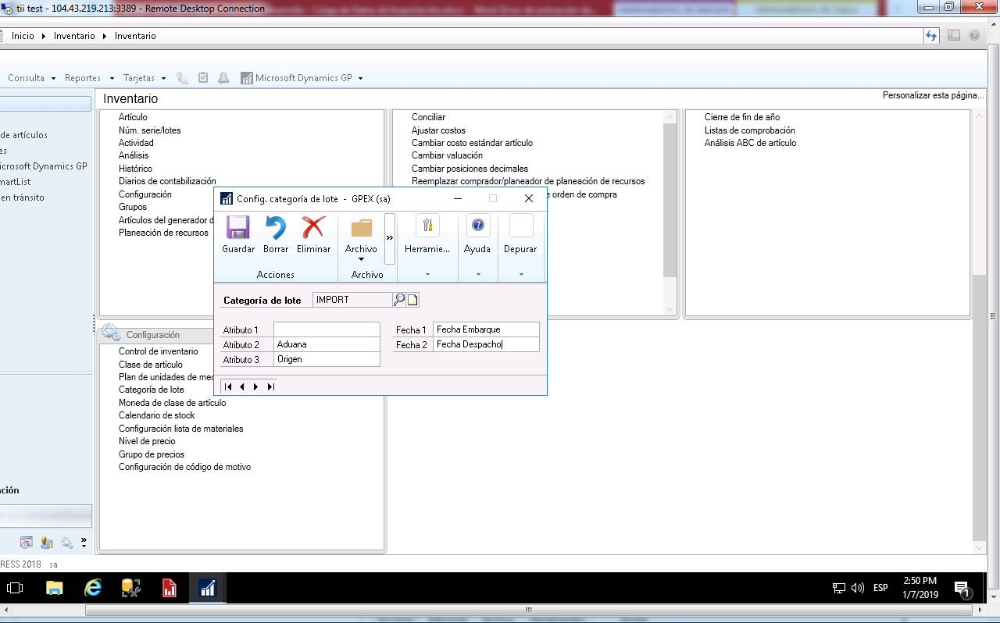 tii test - 104.43.219.213:3389 - Remote Desktop Connection
Inicio Inventario Inventario
Consulta Reportes Tarjetas Microsoft Dynamics GP
Inventario
Personalizar esta página...
de artículos
es
icrosoft Dynamics GP
martList
en tránsito
Artículo
Núm. serie/lotes
Actividad
Análisis
Histórico
Diarios de contabilización
Configuración
Grupos
Artículos del generador d
Planeación de recursos
Conciliar
Ajustar costos
Cambiar costo estándar artículo
Cambiar valuación
Cambiar posiciones decimales
Reemplazar comprador/planeador de planeación de recursos
e orden de compra
Cierre de fin de año
Listas de comprobación
Análisis ABC de artículo
Config. categoría de lote - GPEX (sa)
Guardar Borrar Eliminar Archivo Herramie... Ayuda Depurar
Acciones Archivo
Categoría de lote IMPORT
Atributo 1 Fecha 1 Fecha Embarque
Atributo 2 Aduana Fecha 2 Fecha Despacho
Atributo 3 Origen
Configuración
Control de inventario
Clase de artículo
Plan de unidades de med
Categoría de lote
Moneda de clase de artículo
Calendario de stock
Configuración lista de materiales
Nivel de precio
Grupo de precios
Configuración de código de motivo
ación
RESS 2018 sa
ESP
2:50 PM
1/7/2019
1